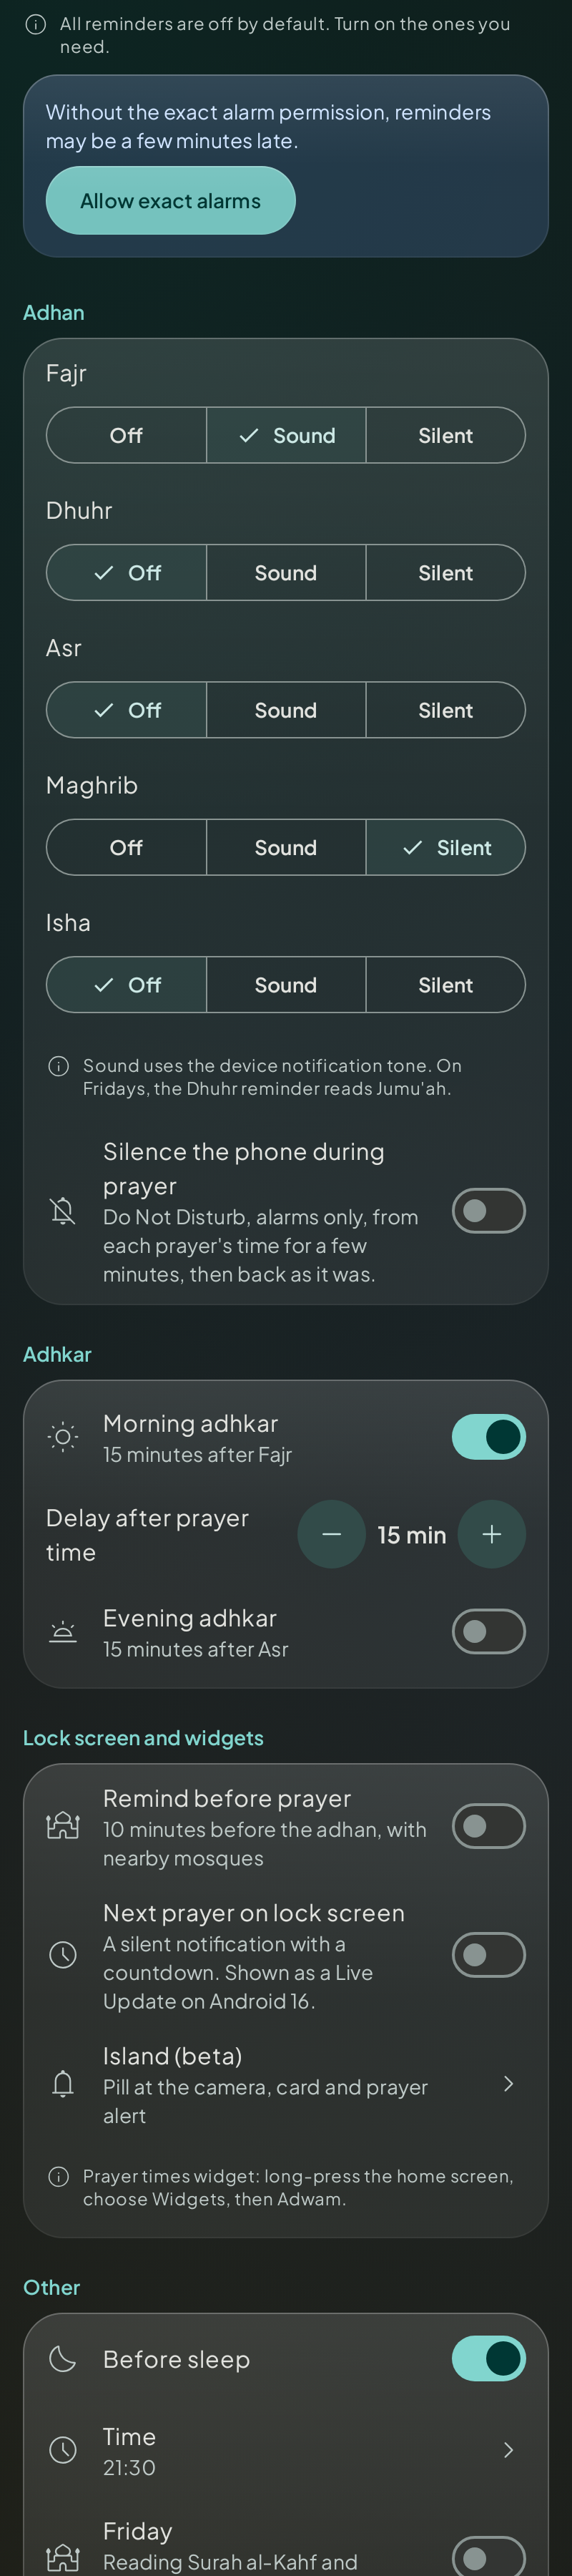 All reminders are off by default. Turn on the ones you
need.
Without the exact alarm permission, reminders
may be a few minutes late.
Allow exact alarms
Adhan
Fajr
Off Sound Silent
Dhuhr
Off Sound Silent
Asr
Off Sound Silent
Maghrib
Off Sound Silent
Isha
Off Sound Silent
Sound uses the device notification tone. On
Fridays, the Dhuhr reminder reads Jumu'ah.
Silence the phone during
prayer
Do Not Disturb, alarms only, from
each prayer's time for a few
minutes, then back as it was.
Adhkar
Morning adhkar
15 minutes after Fajr
Delay after prayer
time
15 min
Evening adhkar
15 minutes after Asr
Lock screen and widgets
Remind before prayer
10 minutes before the adhan, with
nearby mosques
Next prayer on lock screen
A silent notification with a
countdown. Shown as a Live
Update on Android 16.
Island (beta)
Pill at the camera, card and prayer
alert
Prayer times widget: long-press the home screen,
choose Widgets, then Adwam.
Other
Before sleep
Time
21:30
Friday
Reading Surah al-Kahf and